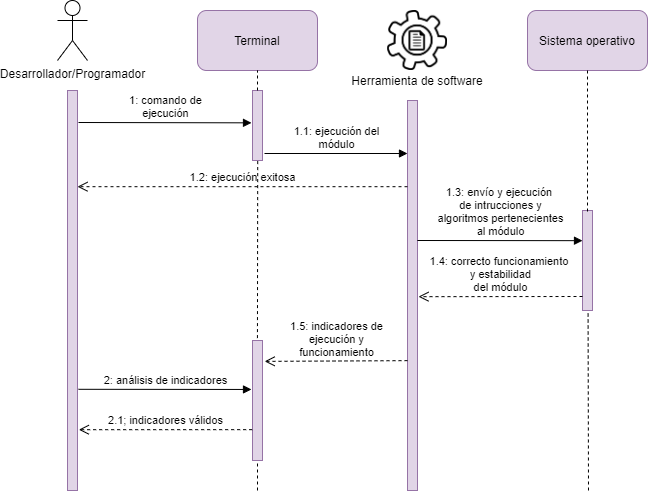 Desarrollador/Programador
Terminal
Herramienta de software
Sistema operativo
1: comando de
ejecución
1.1: ejecución del
módulo
1.2: ejecución exitosa
1.3: envío y ejecución
de intrucciones y
algoritmos pertenecientes
al módulo
1.4: correcto funcionamiento
y estabilidad
del módulo
1.5: indicadores de
ejecución y
funcionamiento
2: análisis de indicadores
2.1; indicadores válidos